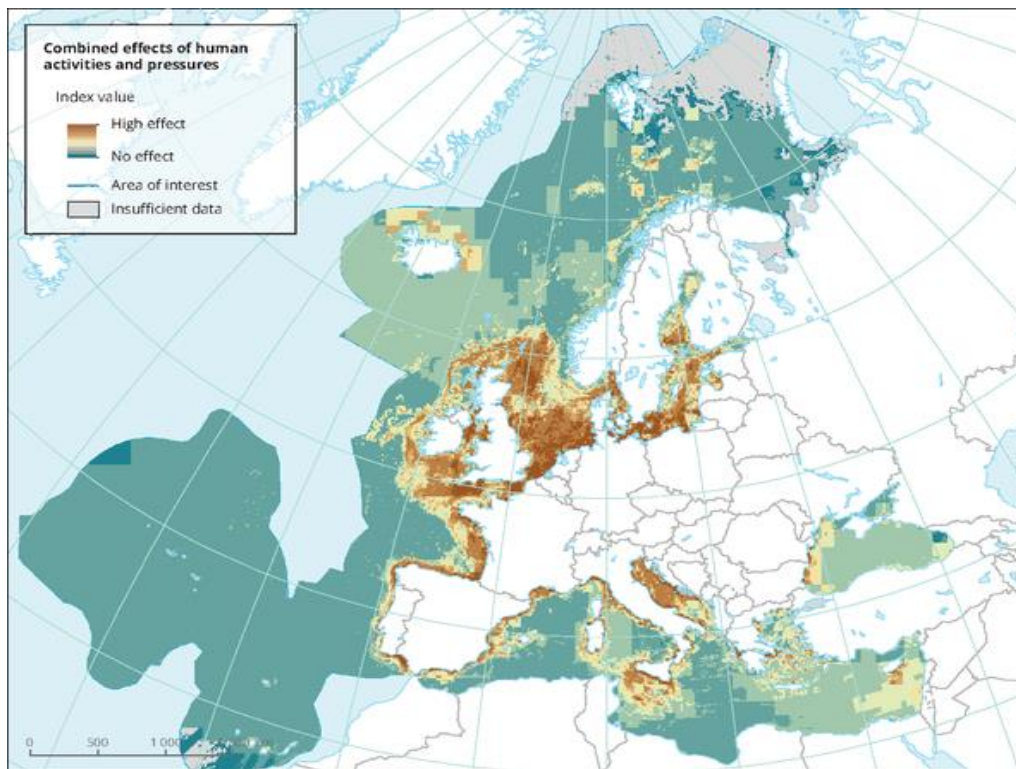 Combined effects of human
activities and pressures
Index value
High effect
No effect
Area of interest
Insufficient data
0 500 1 000